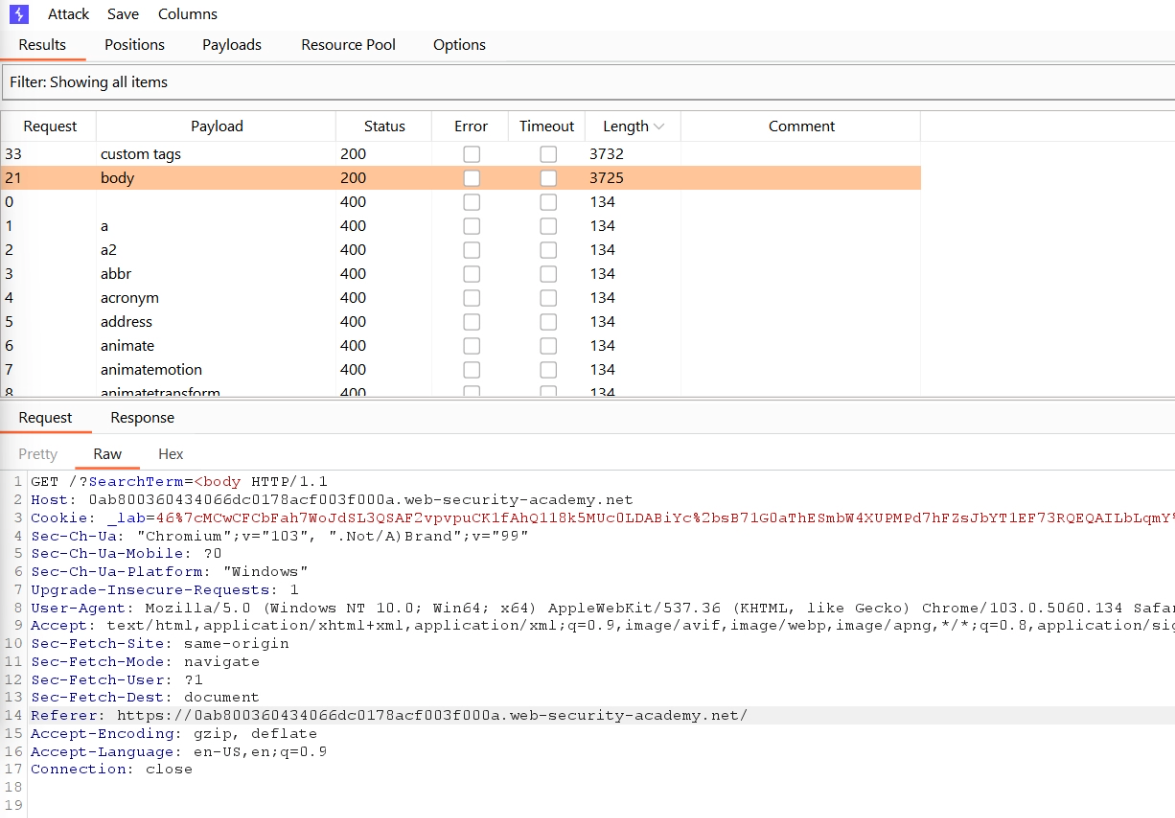 Attack Save Columns
Results Positions Payloads Resource Pool Options
Filter: Showing all items
Request Payload Status Error Timeout Length Comment
33 custom tags 200 3732
21 body 200 3725
0 400 134
1 a 400 134
2 a2 400 134
3 abbr 400 134
4 acronym 400 134
5 address 400 134
6 animate 400 134
7 animatemotion 400 134
8 animatetransform 400 134
Request Response
Pretty Raw Hex
1 GET /?SearchTerm=<body HTTP/1.1
2 Host: 0ab800360434066dc0178acf003f000a.web-security-academy.net
3 Cookie: _lab=46%7cMCwCFCbFah7WoJdSL3QSAF2vpvpuCK1fAhQ118k5MUc0LDABiYc%2bsB71G0aThESmbW4XUPMPd7hFZsJbYT1EF73RQEQAILbLqmY%
4 Sec-Ch-Ua: "Chromium";v="103", ".Not/A)Brand";v="99"
5 Sec-Ch-Ua-Mobile: ?0
6 Sec-Ch-Ua-Platform: "Windows"
7 Upgrade-Insecure-Requests: 1
8 User-Agent: Mozilla/5.0 (Windows NT 10.0; Win64; x64) AppleWebKit/537.36 (KHTML, like Gecko) Chrome/103.0.5060.134 Safar
9 Accept: text/html,application/xhtml+xml,application/xml;q=0.9,image/avif,image/webp,image/apng,*/*;q=0.8,application/sig
10 Sec-Fetch-Site: same-origin
11 Sec-Fetch-Mode: navigate
12 Sec-Fetch-User: ?1
13 Sec-Fetch-Dest: document
14 Referer: https://0ab800360434066dc0178acf003f000a.web-security-academy.net/
15 Accept-Encoding: gzip, deflate
16 Accept-Language: en-US,en;q=0.9
17 Connection: close
18
19